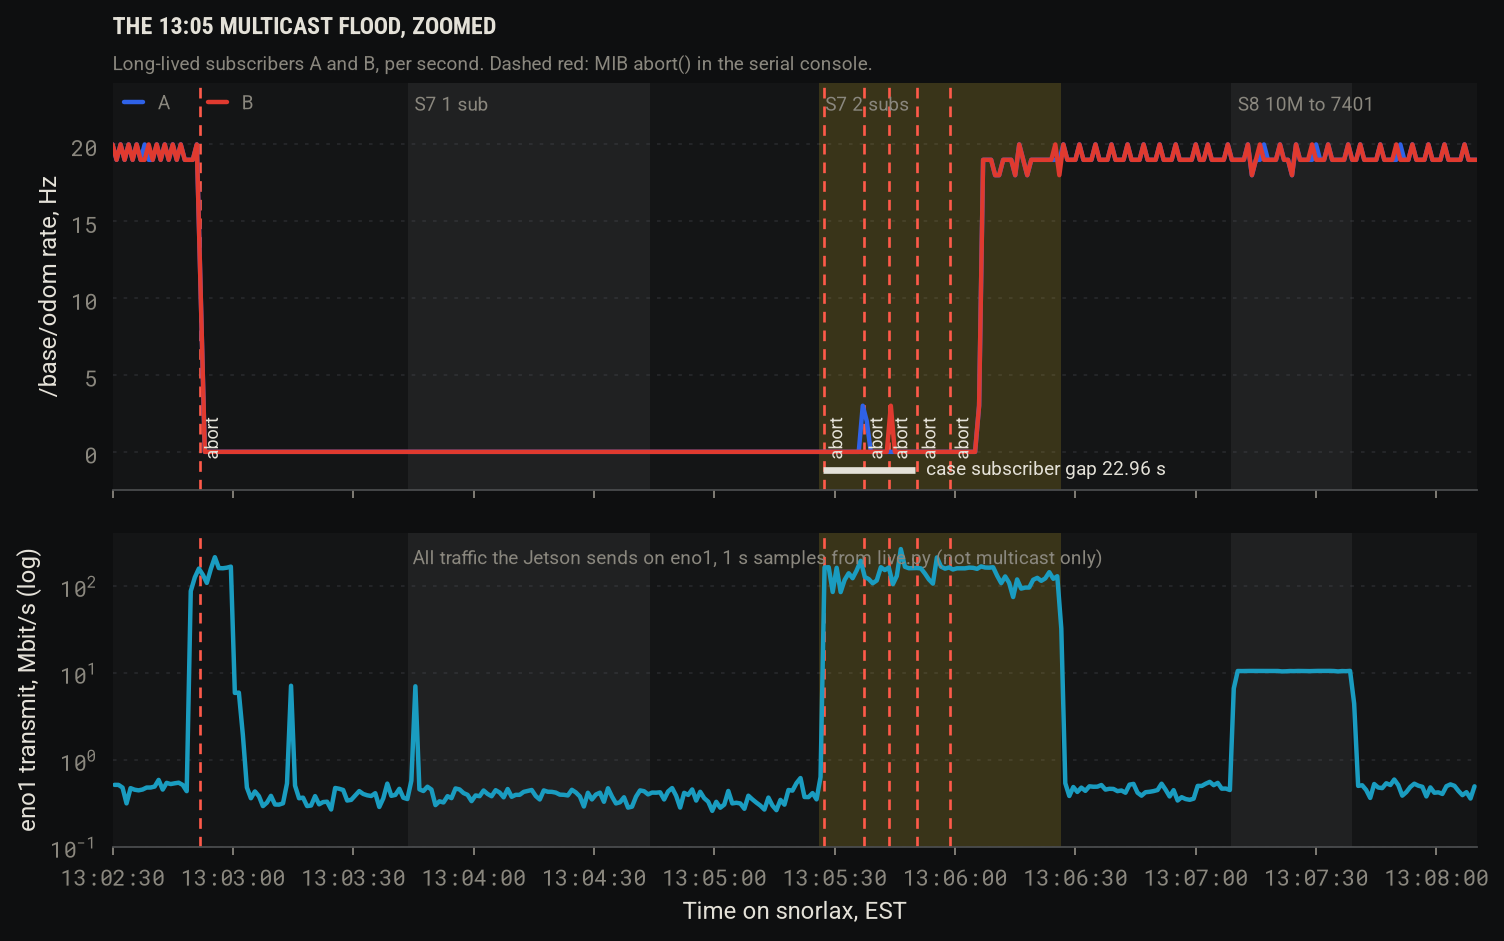 THE 13:05 MULTICAST FLOOD, ZOOMED
Long-lived subscribers A and B, per second. Dashed red: MIB abort() in the serial console.
A
B
S7 1 sub
S7 2 subs
S8 10M to 7401
20
15
10
5
0
/base/odom rate, Hz
abort
abort
abort
abort
abort
abort
case subscriber gap 22.96 s
All traffic the Jetson sends on eno1, 1 s samples from live.py (not multicast only)
10²
10¹
10⁰
10⁻¹
eno1 transmit, Mbit/s (log)
13:02:30
13:03:00
13:03:30
13:04:00
13:04:30
13:05:00
13:05:30
13:06:00
13:06:30
13:07:00
13:07:30
13:08:00
Time on snorlax, EST